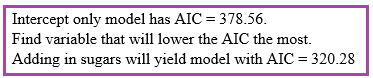 Intercept only model has AIC = 378.56.
Find variable that will lower the AIC the most.
Adding in sugars will yield model with AIC = 320.28